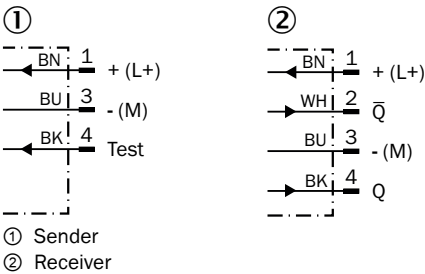 ①
BN 1 + (L+)
BU 3 - (M)
BK 4 Test
②
BN 1 + (L+)
WH 2 Q̅
BU 3 - (M)
BK 4 Q
① Sender
② Receiver